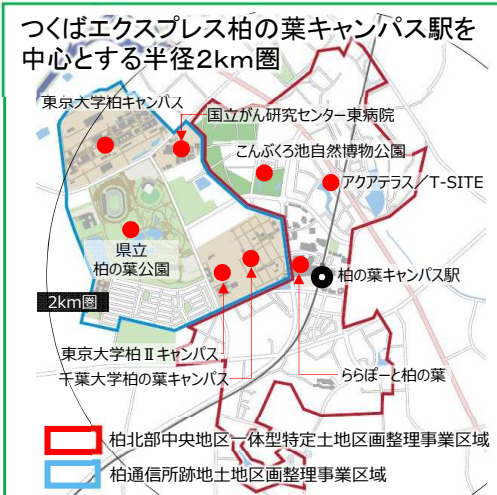 つくばエクスプレス柏の葉キャンパス駅を
中心とする半径2km圏
東京大学柏キャンパス
国立がん研究センター東病院
こんぶくろ池自然博物公園
アクアテラス／T-SITE
県立
柏の葉公園
柏の葉キャンパス駅
2km圏
東京大学柏Ⅱキャンパス
千葉大学柏の葉キャンパス
ららぽーと柏の葉
柏北部中央地区一体型特定土地区画整理事業区域
柏通信所跡地土地区画整理事業区域